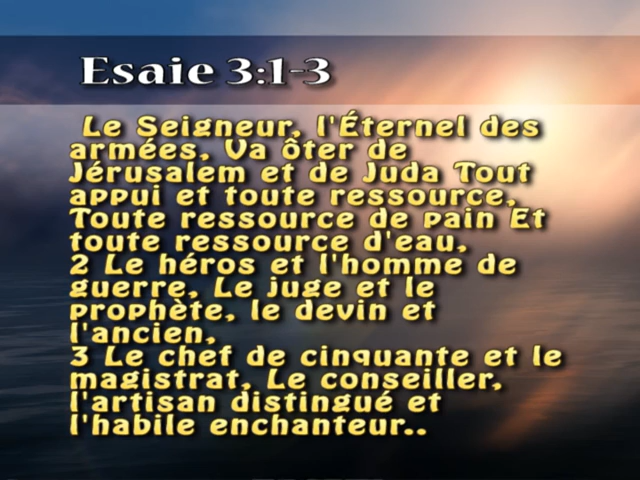 Esaie 3:1-3
Le Seigneur, l'Éternel des
armées, Va ôter de
Jérusalem et de Juda Tout
appui et toute ressource,
Toute ressource de pain Et
toute ressource d'eau,
2 Le héros et l'homme de
guerre, Le juge et le
prophète, le devin et
l'ancien,
3 Le chef de cinquante et le
magistrat, Le conseiller,
l'artisan distingué et
l'habile enchanteur..